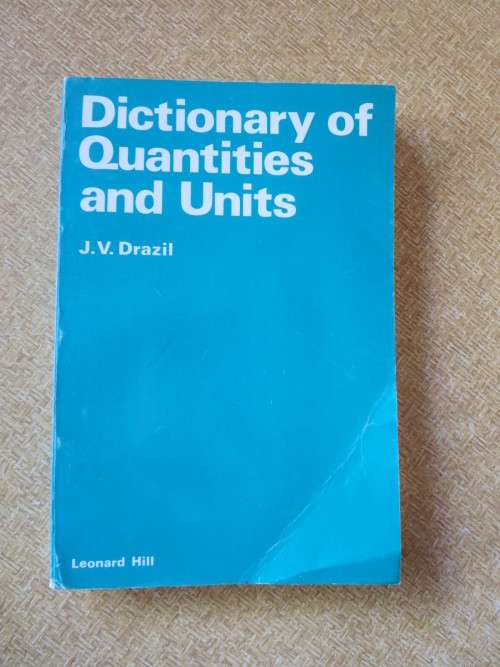 Dictionary of
Quantities
and Units
J.V. Drazil
Leonard Hill